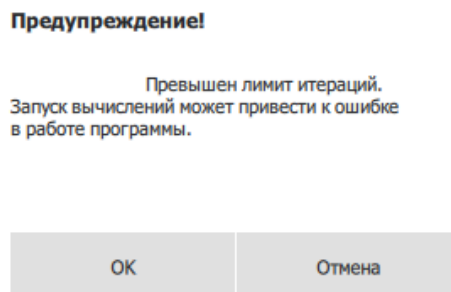 Предупреждение!
Превышен лимит итераций.
Запуск вычислений может привести к ошибке
в работе программы.
OK
Отмена